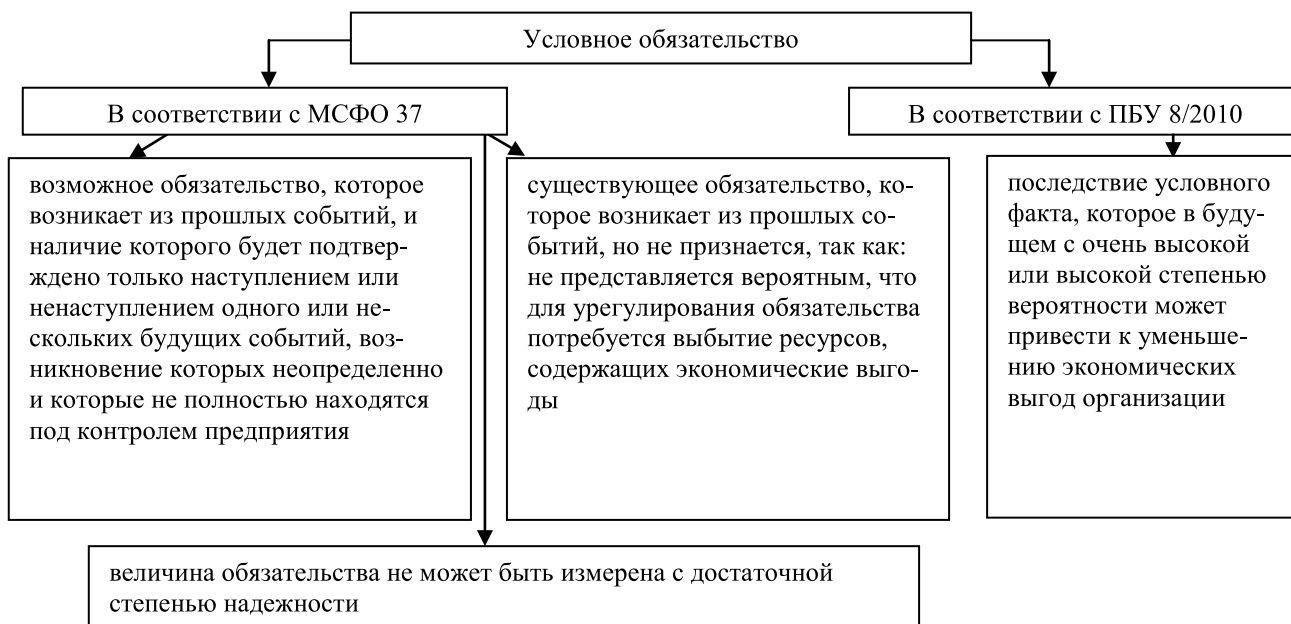 Условное обязательство
В соответствии с МСФО 37
В соответствии с ПБУ 8/2010
возможное обязательство, которое
возникает из прошлых событий, и
наличие которого будет подтвер-
ждено только наступлением или
ненаступлением одного или не-
скольких будущих событий, воз-
никновение которых неопределенно
и которые не полностью находятся
под контролем предприятия
существующее обязательство, ко-
торое возникает из прошлых со-
бытий, но не признается, так как:
не представляется вероятным, что
для урегулирования обязательства
потребуется выбытие ресурсов,
содержащих экономические выго-
ды
последствие условного
факта, которое в буду-
щем с очень высокой
или высокой степенью
вероятности может
привести к уменьше-
нию экономических
выгод организации
величина обязательства не может быть измерена с достаточной
степенью надежности